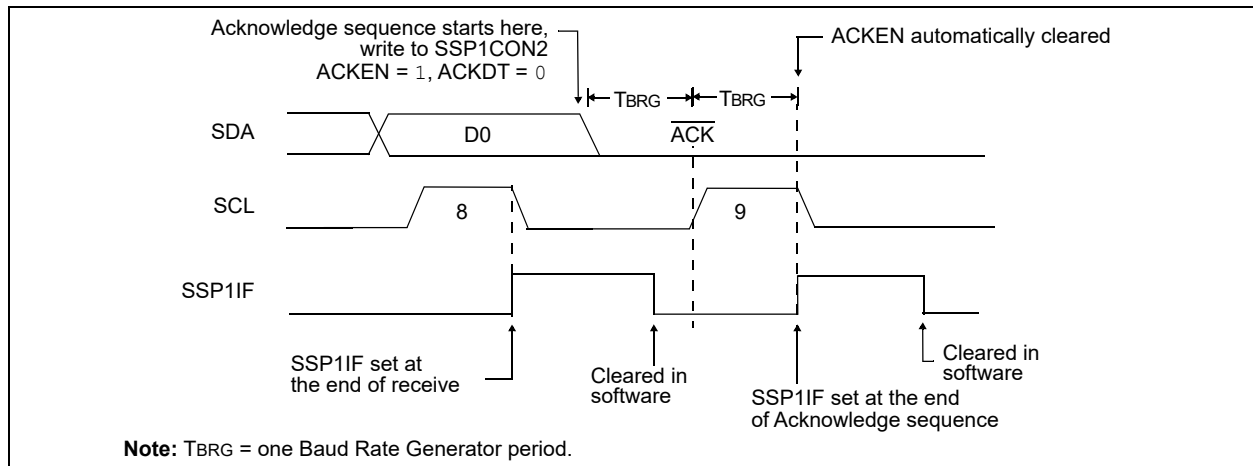 Acknowledge sequence starts here,
write to SSP1CON2
ACKEN = 1, ACKDT = 0
ACKEN automatically cleared
TBRG
TBRG
SDA
D0
ACK
SCL
8
9
SSP1IF
SSP1IF set at
the end of receive
Cleared in
software
SSP1IF set at the end
of Acknowledge sequence
Cleared in
software
Note: TBRG = one Baud Rate Generator period.